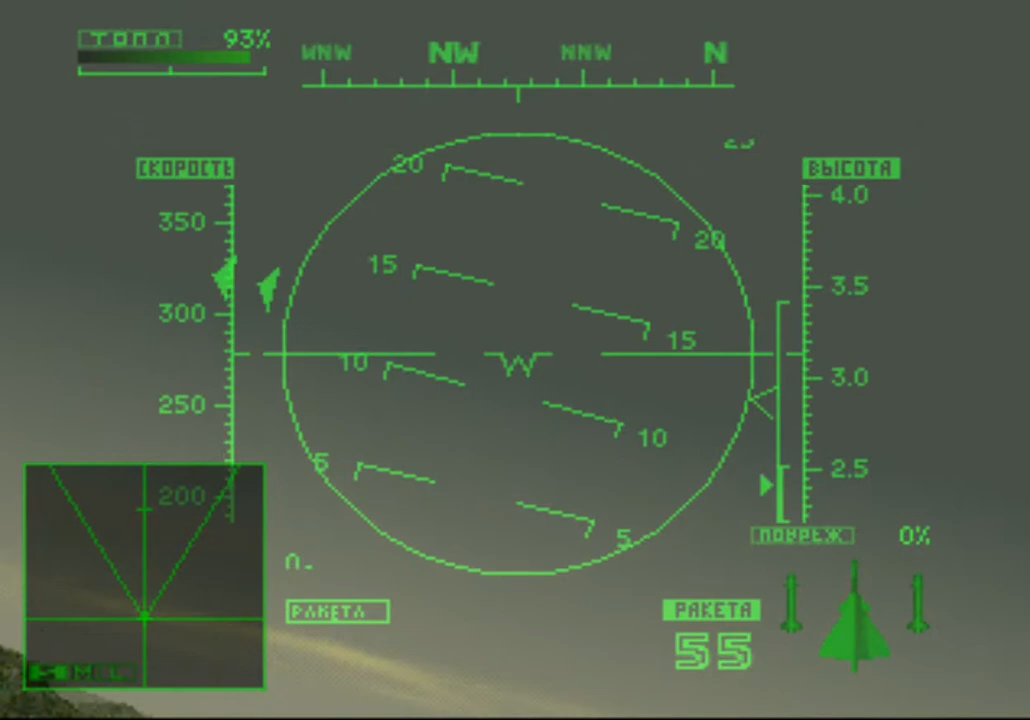 ТОПЛ 93%
WNW NW NNW N
СКОРОСТЬ
ВЫСОТА
350
300
250
200
4.0
3.5
3.0
2.5
20
20
15
15
10
10
5
5
ПОВРЕЖ 0%
РАКЕТА
РАКЕТА
55